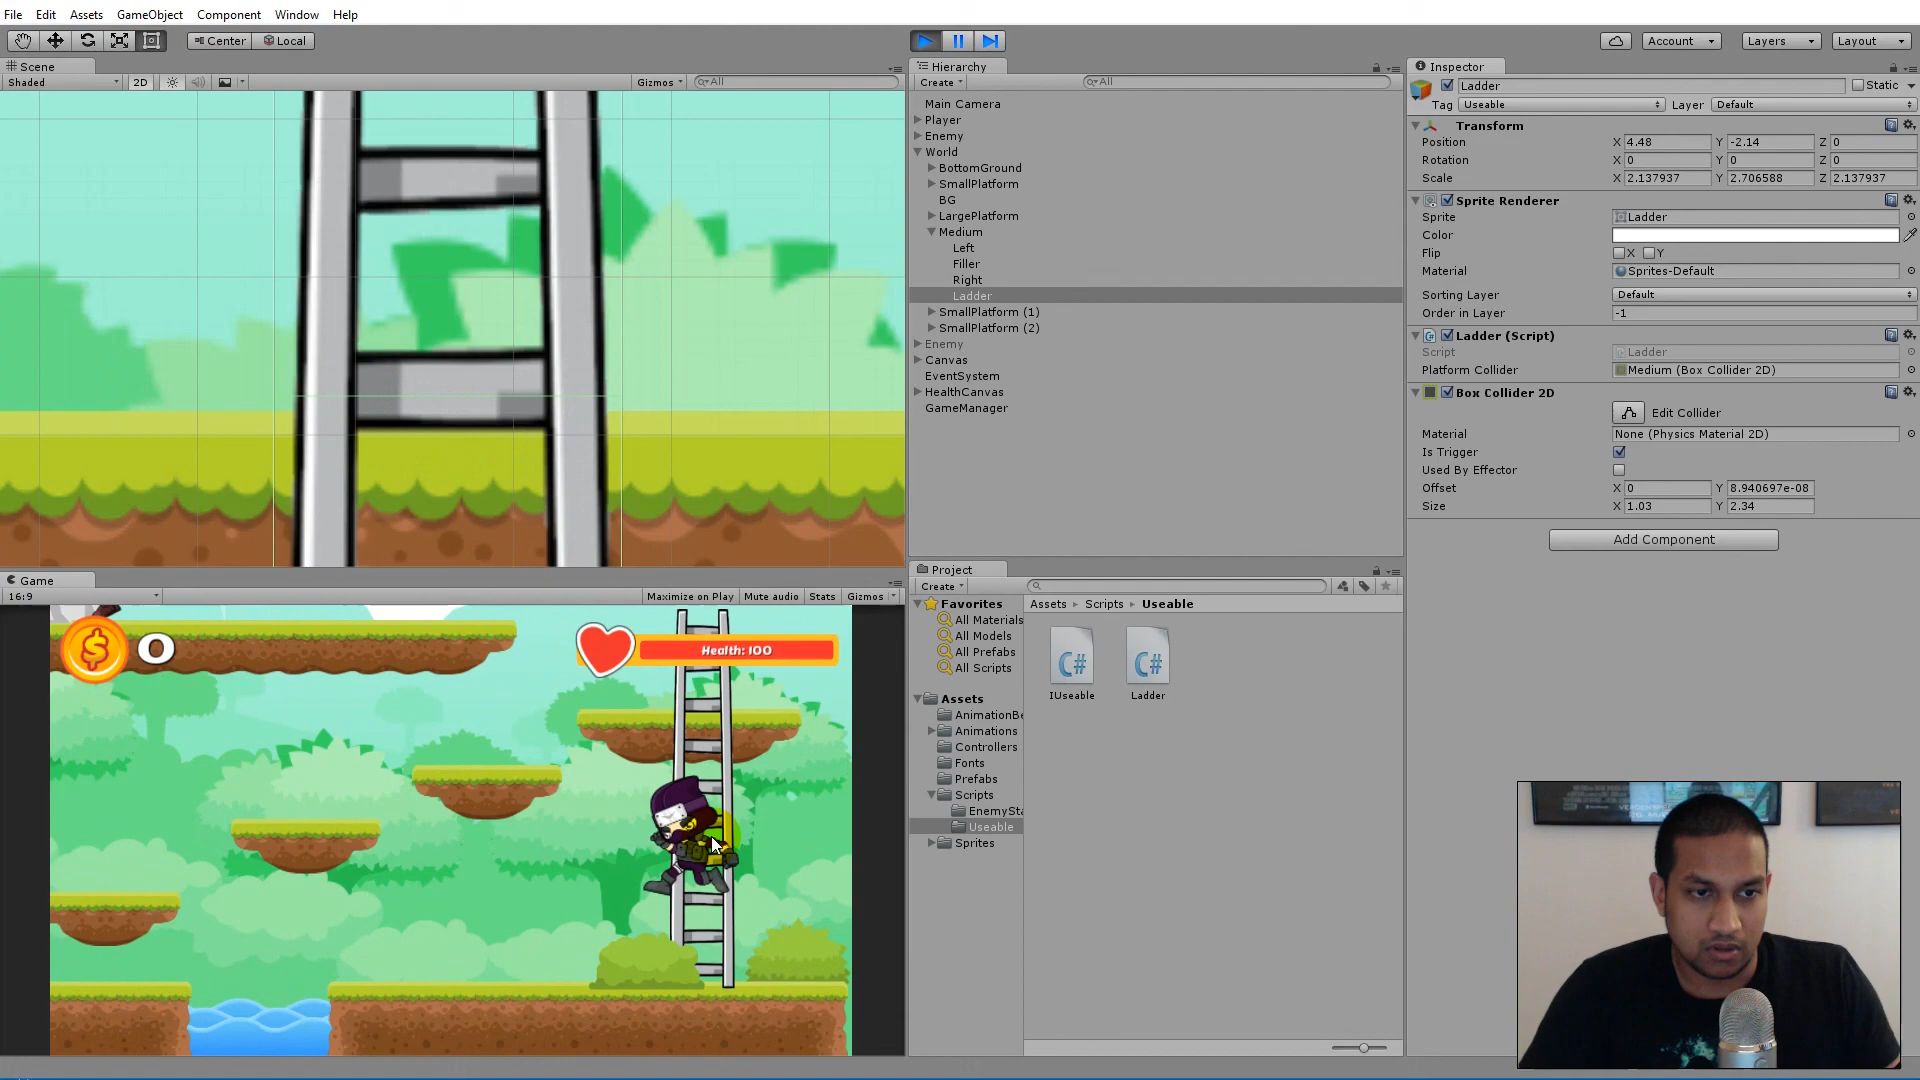 File Edit Assets GameObject Component Window Help
Center Local
Account Layers Layout
Scene
Shaded 2D Gizmos All
Hierarchy
Create All
Main Camera
Player
Enemy
World
BottomGround
SmallPlatform
BG
LargePlatform
Medium
Left
Filler
Right
Ladder
SmallPlatform (1)
SmallPlatform (2)
Enemy
Canvas
EventSystem
HealthCanvas
GameManager
Inspector
Ladder Static
Tag Useable Layer Default
Transform
Position X 4.48 Y -2.14 Z 0
Rotation X 0 Y 0 Z 0
Scale X 2.137937 Y 2.706588 Z 2.137937
Sprite Renderer
Sprite Ladder
Color
Flip X Y
Material Sprites-Default
Sorting Layer Default
Order in Layer -1
Ladder (Script)
Script Ladder
Platform Collider Medium (Box Collider 2D)
Box Collider 2D
Edit Collider
Material None (Physics Material 2D)
Is Trigger
Used By Effector
Offset X 0 Y 8.940697e-08
Size X 1.03 Y 2.34
Add Component
Game
16:9 Maximize on Play Mute audio Stats Gizmos
$ 0 Health: 100
Project
Create
Favorites
All Materials
All Models
All Prefabs
All Scripts
Assets
AnimationBe
Animations
Controllers
Fonts
Prefabs
Scripts
EnemySta
Useable
Sprites
Assets Scripts Useable
C# C#
IUseable Ladder